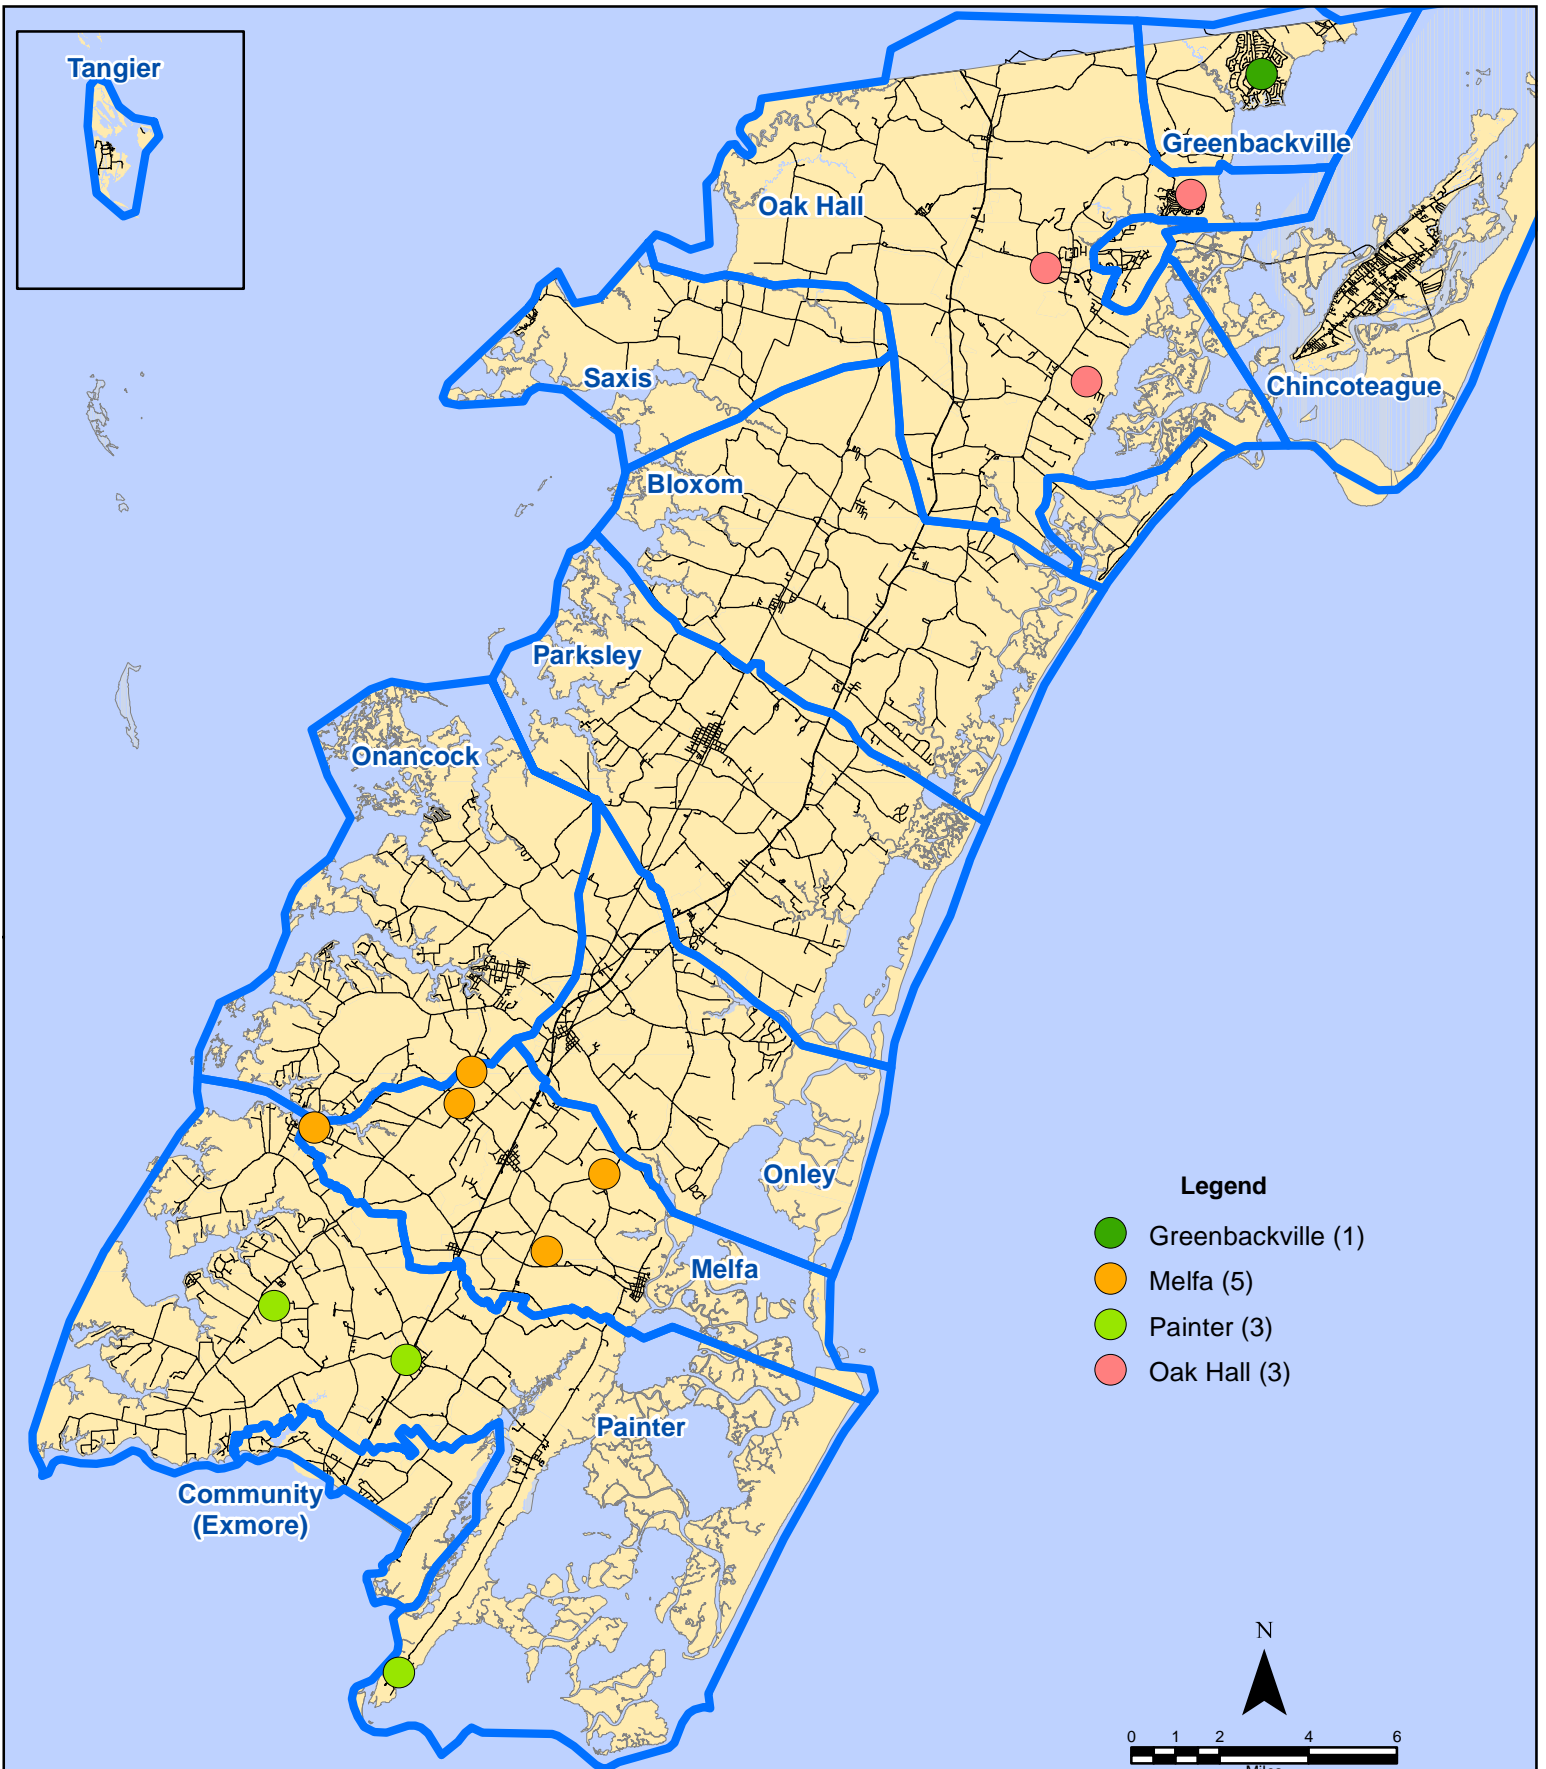 Tangier
Greenbackville
Oak Hall
Saxis
Chincoteague
Bloxom
Parksley
Onancock
Onley
Legend
Greenbackville (1)
Melfa (5)
Painter (3)
Oak Hall (3)
Melfa
Painter
Community
(Exmore)
N
0 1 2 4 6
Miles